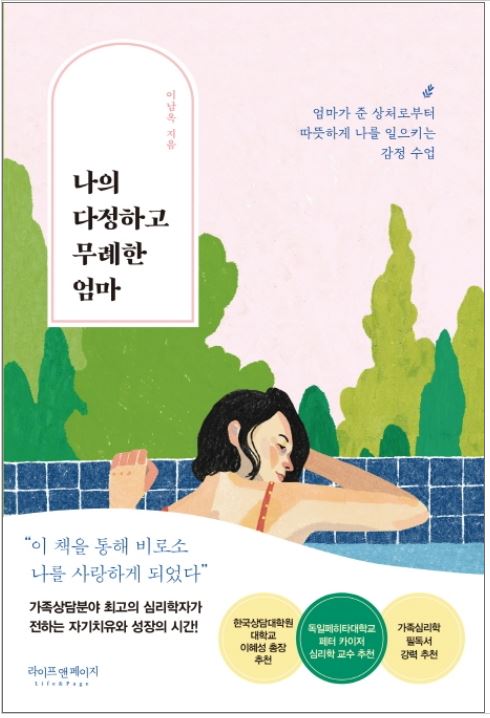 이남옥 지음
나의
다정하고
무례한
엄마
엄마가 준 상처로부터
따뜻하게 나를 일으키는
감정 수업
“이 책을 통해 비로소
나를 사랑하게 되었다”
가족상담분야 최고의 심리학자가
전하는 자기치유와 성장의 시간!
한국상담대학원
대학교
이혜성 총장
추천
독일페히타대학교
페터 카이저
심리학 교수 추천
가족심리학
필독서
강력 추천
라이프앤페이지
Life&Page